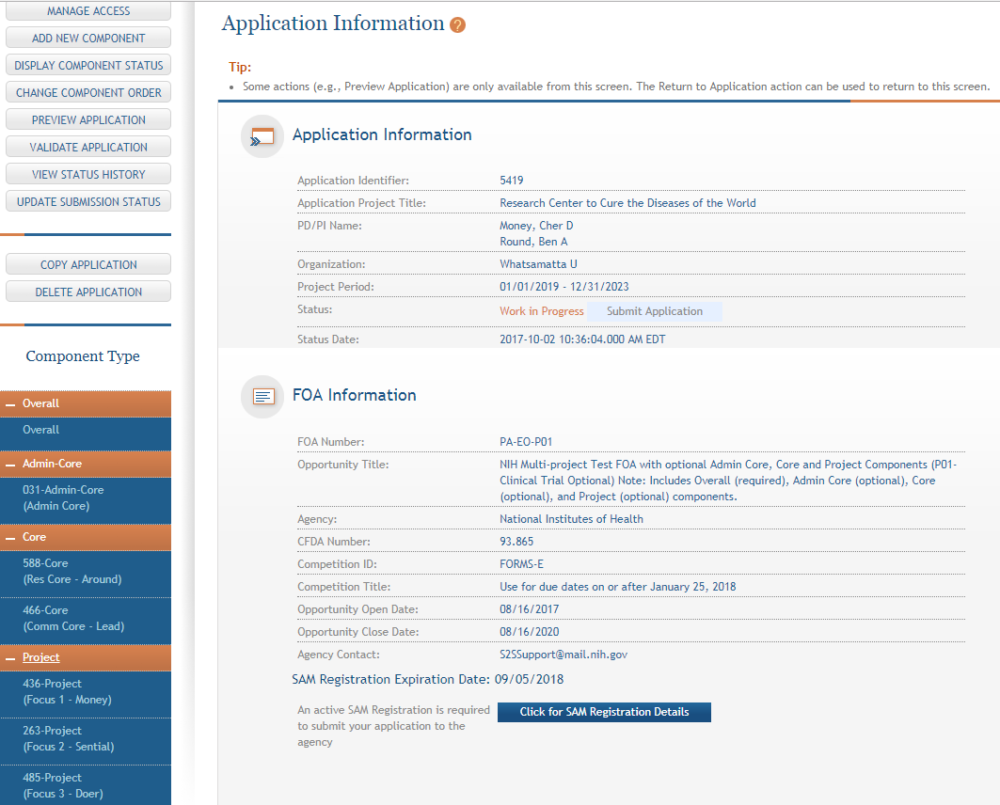 MANAGE ACCESS
ADD NEW COMPONENT
DISPLAY COMPONENT STATUS
CHANGE COMPONENT ORDER
PREVIEW APPLICATION
VALIDATE APPLICATION
VIEW STATUS HISTORY
UPDATE SUBMISSION STATUS
COPY APPLICATION
DELETE APPLICATION
Component Type
Overall
Overall
Admin-Core
031-Admin-Core
(Admin Core)
Core
588-Core
(Res Core - Around)
466-Core
(Comm Core - Lead)
Project
436-Project
(Focus 1 - Money)
263-Project
(Focus 2 - Sential)
485-Project
(Focus 3 - Doer)
Application Information ?
Tip:
• Some actions (e.g., Preview Application) are only available from this screen. The Return to Application action can be used to return to this screen.
Application Information
Application Identifier: 5419
Application Project Title: Research Center to Cure the Diseases of the World
PD/PI Name: Money, Cher D
Round, Ben A
Organization: Whatsamatta U
Project Period: 01/01/2019 - 12/31/2023
Status: Work in Progress Submit Application
Status Date: 2017-10-02 10:36:04.000 AM EDT
FOA Information
FOA Number: PA-EO-P01
Opportunity Title: NIH Multi-project Test FOA with optional Admin Core, Core and Project Components (P01-
Clinical Trial Optional) Note: Includes Overall (required), Admin Core (optional), Core
(optional), and Project (optional) components.
Agency: National Institutes of Health
CFDA Number: 93.865
Competition ID: FORMS-E
Competition Title: Use for due dates on or after January 25, 2018
Opportunity Open Date: 08/16/2017
Opportunity Close Date: 08/16/2020
Agency Contact: S2SSupport@mail.nih.gov
SAM Registration Expiration Date: 09/05/2018
An active SAM Registration is required
to submit your application to the
agency
Click for SAM Registration Details